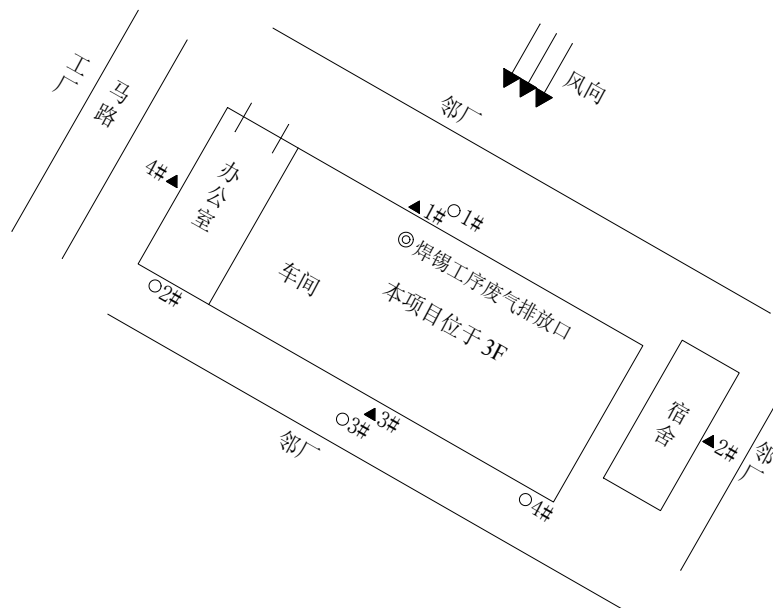 工厂
马路
邻厂
风向
4#
办公室
1#
1#
焊锡工序废气排放口
车间
本项目位于 3F
2#
3#
3#
邻厂
4#
宿舍
2#
邻厂